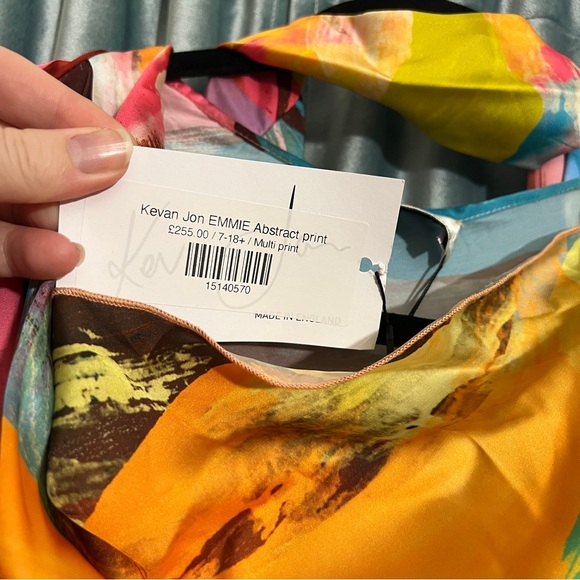 Kevan Jon EMMIE Abstract print
£255.00 / 7-18+ / Multi print
15140570
MADE IN ENGLAND